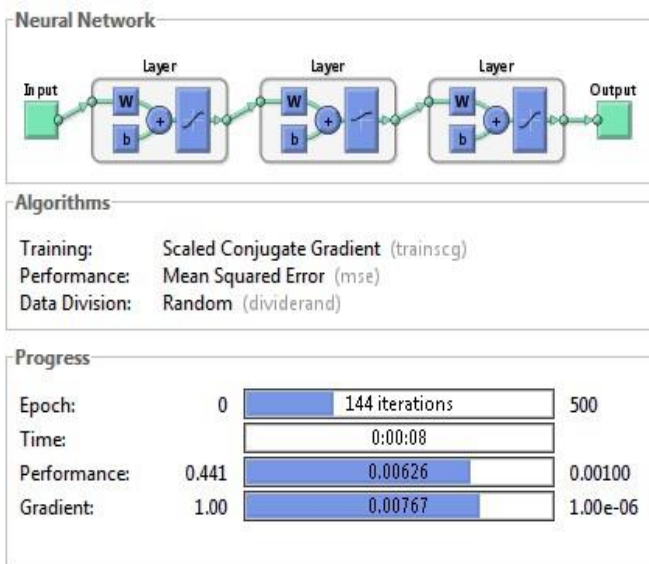 Neural Network
Layer Layer Layer
Input Output
W W W
+ + +
b b b
Algorithms
Training: Scaled Conjugate Gradient (trainscg)
Performance: Mean Squared Error (mse)
Data Division: Random (dividerand)
Progress
Epoch: 0 144 iterations 500
Time: 0:00:08
Performance: 0.441 0.00626 0.00100
Gradient: 1.00 0.00767 1.00e-06